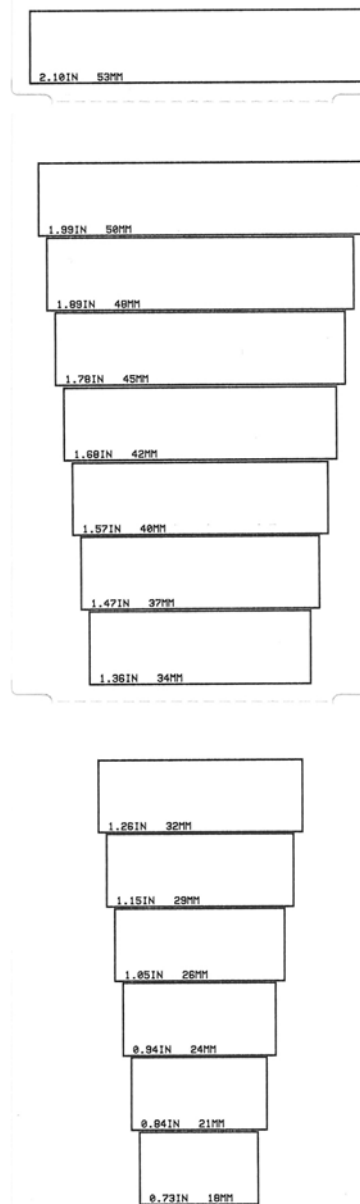 2.10IN 53MM
1.99IN 50MM
1.89IN 48MM
1.78IN 45MM
1.68IN 42MM
1.57IN 40MM
1.47IN 37MM
1.36IN 34MM
1.26IN 32MM
1.15IN 29MM
1.05IN 26MM
0.94IN 24MM
0.84IN 21MM
0.73IN 18MM